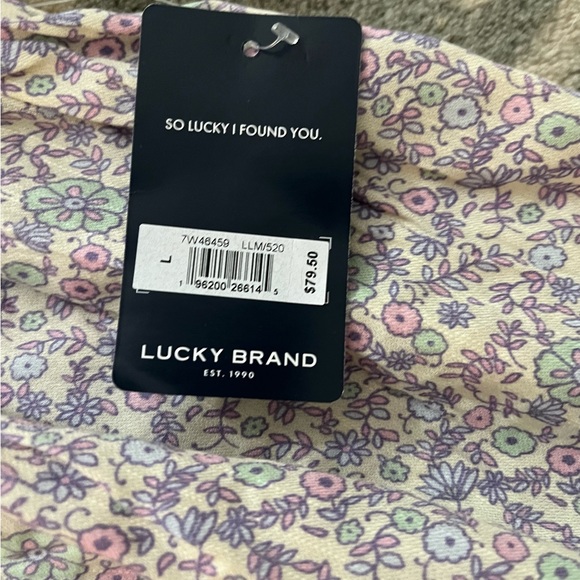 SO LUCKY I FOUND YOU.
7W46459 LLM/520
L
$79.50
1 96200 26614 5
LUCKY BRAND
EST. 1990